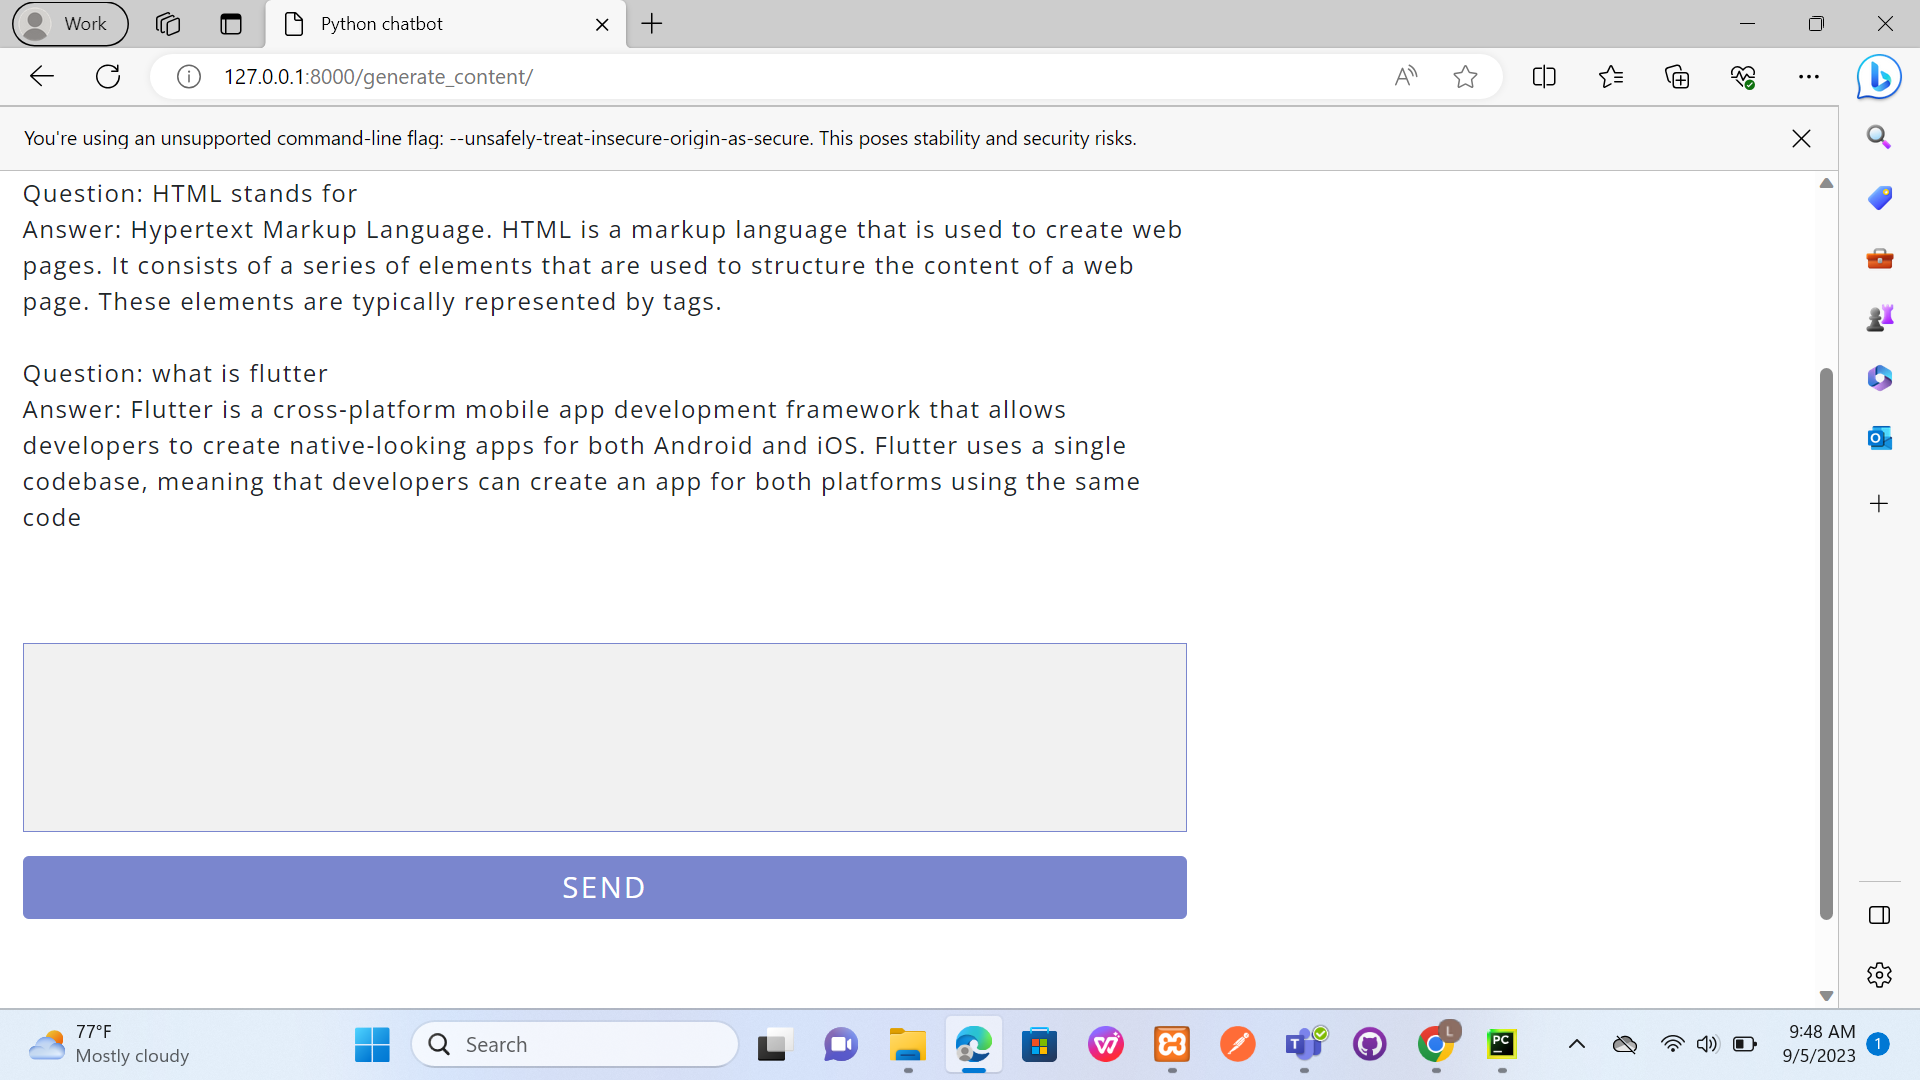 Work
Python chatbot
127.0.0.1:8000/generate_content/
You're using an unsupported command-line flag: --unsafely-treat-insecure-origin-as-secure. This poses stability and security risks.
Question: HTML stands for
Answer: Hypertext Markup Language. HTML is a markup language that is used to create web
pages. It consists of a series of elements that are used to structure the content of a web
page. These elements are typically represented by tags.
Question: what is flutter
Answer: Flutter is a cross-platform mobile app development framework that allows
developers to create native-looking apps for both Android and iOS. Flutter uses a single
codebase, meaning that developers can create an app for both platforms using the same
code
SEND
77°F
Mostly cloudy
Search
L
PC
9:48 AM
9/5/2023
1